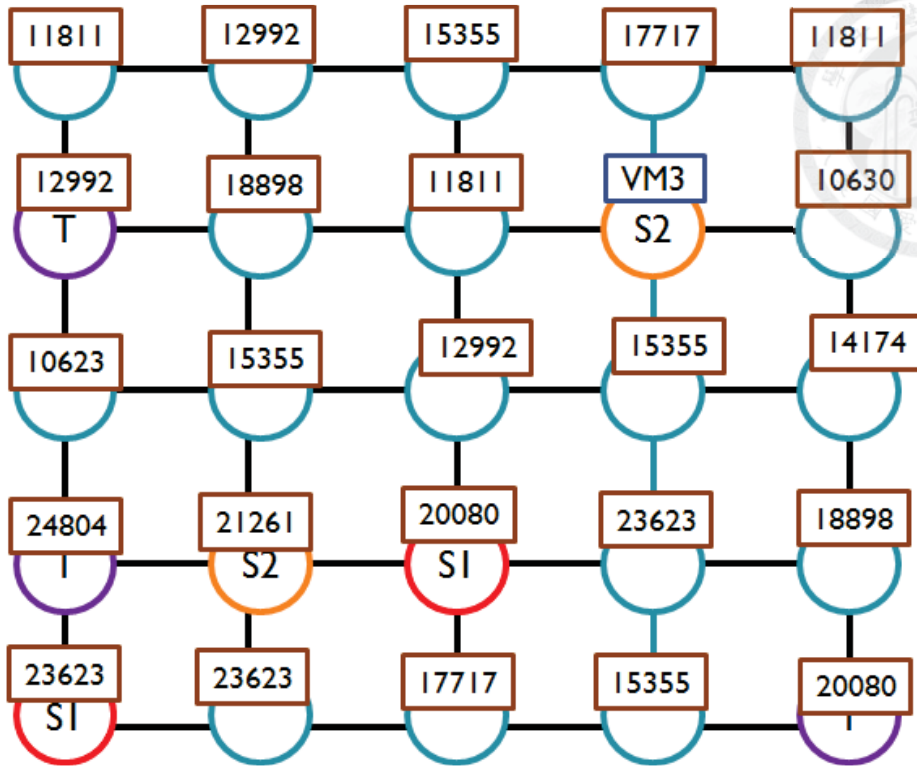 11811 12992 15355 17717 11811
12992 18898 11811 VM3 10630
T S2
10623 15355 12992 15355 14174
24804 21261 20080 23623 18898
S2 S1
23623 23623 17717 15355 20080
S1